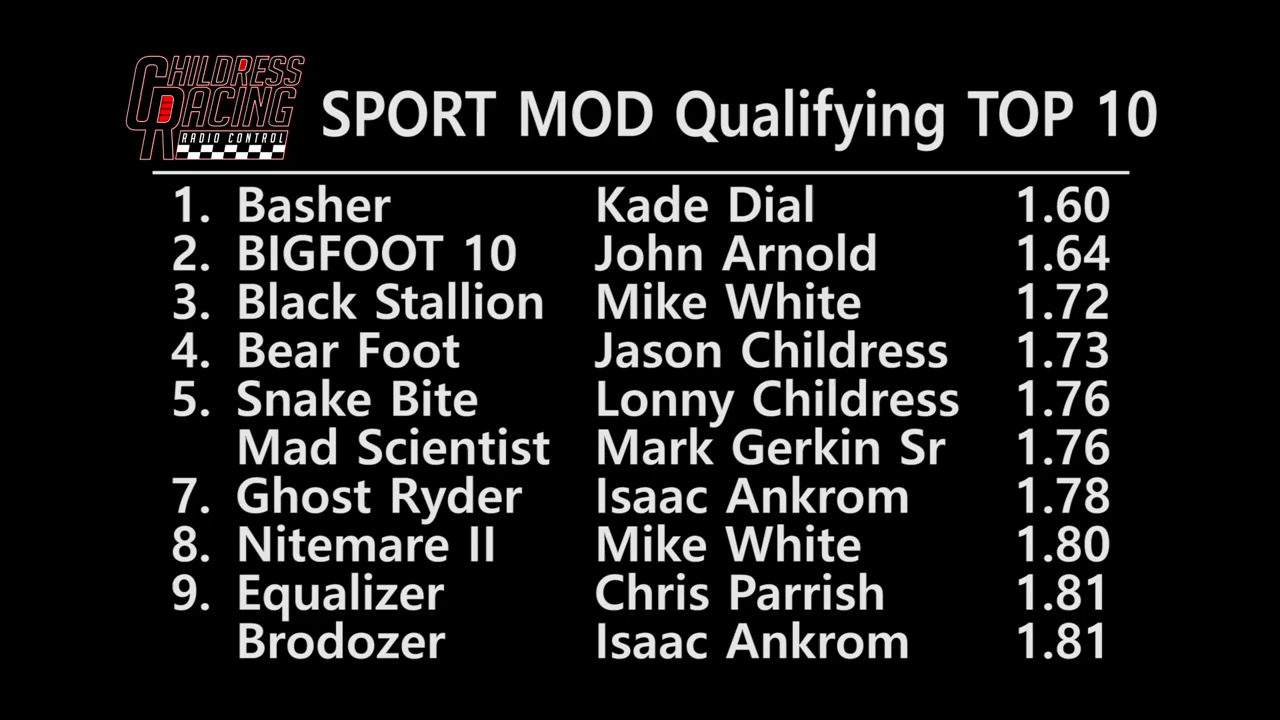 CHILDRESS
RACING
RADIO CONTROL
SPORT MOD Qualifying TOP 10
1. Basher Kade Dial 1.60
2. BIGFOOT 10 John Arnold 1.64
3. Black Stallion Mike White 1.72
4. Bear Foot Jason Childress 1.73
5. Snake Bite Lonny Childress 1.76
Mad Scientist Mark Gerkin Sr 1.76
7. Ghost Ryder Isaac Ankrom 1.78
8. Nitemare II Mike White 1.80
9. Equalizer Chris Parrish 1.81
Brodozer Isaac Ankrom 1.81